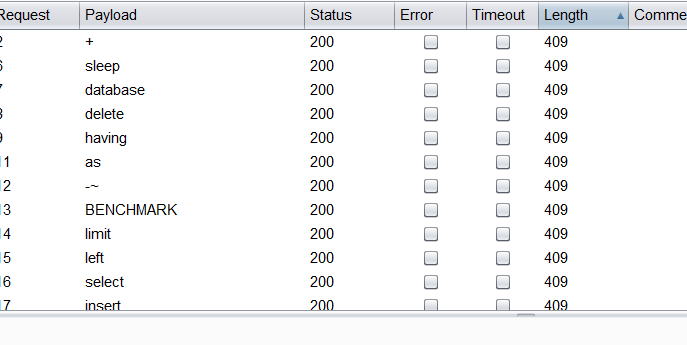 Request Payload Status Error Timeout Length Comme
2 + 200 409
6 sleep 200 409
7 database 200 409
8 delete 200 409
9 having 200 409
11 as 200 409
12 -~ 200 409
13 BENCHMARK 200 409
14 limit 200 409
15 left 200 409
16 select 200 409
17 insert 200 409